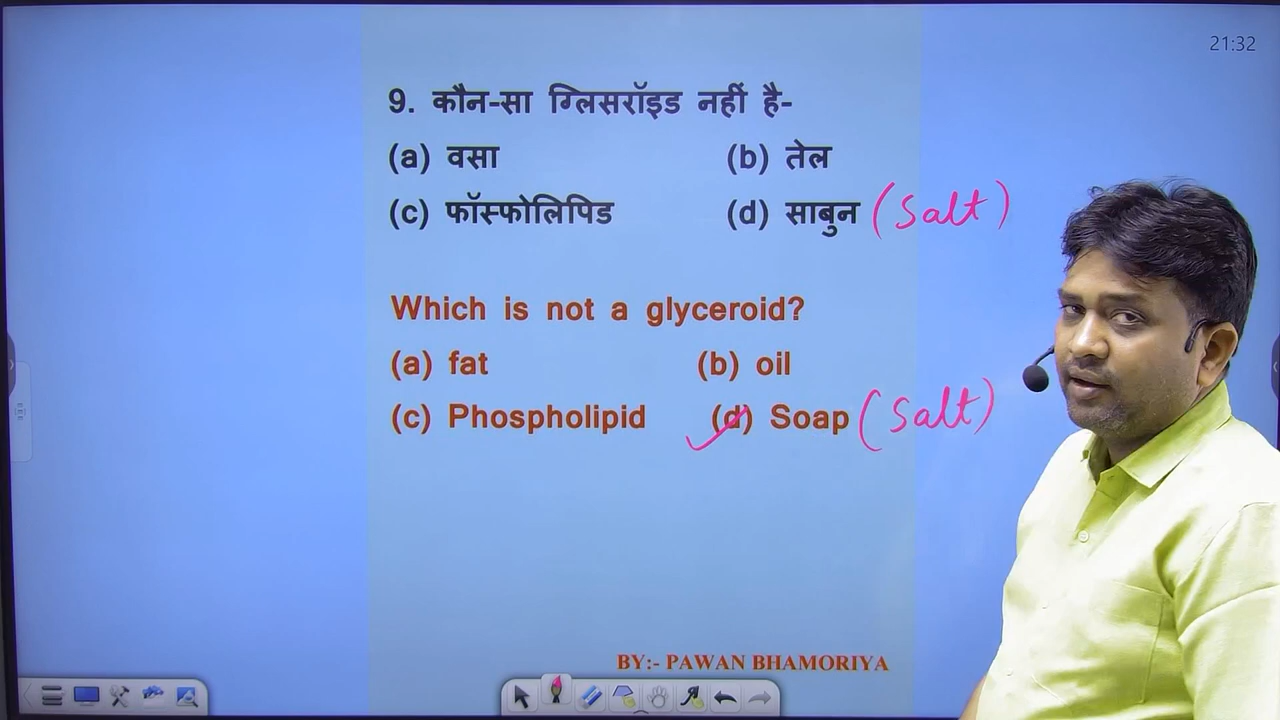 21:32
9. कौन-सा ग्लिसरॉइड नहीं है-
(a) वसा (b) तेल
(c) फॉस्फोलिपिड (d) साबुन (Salt)
Which is not a glyceroid?
(a) fat (b) oil
(c) Phospholipid (d) Soap (Salt)
BY:- PAWAN BHAMORIYA